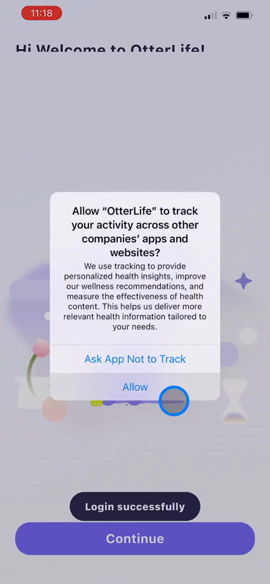 11:18
Hi Welcome to OtterLife!
Allow “OtterLife” to track
your activity across other
companies’ apps and
websites?
We use tracking to provide
personalized health insights, improve
our wellness recommendations, and
measure the effectiveness of health
content. This helps us deliver more
relevant health information tailored to
your needs.
Ask App Not to Track
Allow
Login successfully
Continue